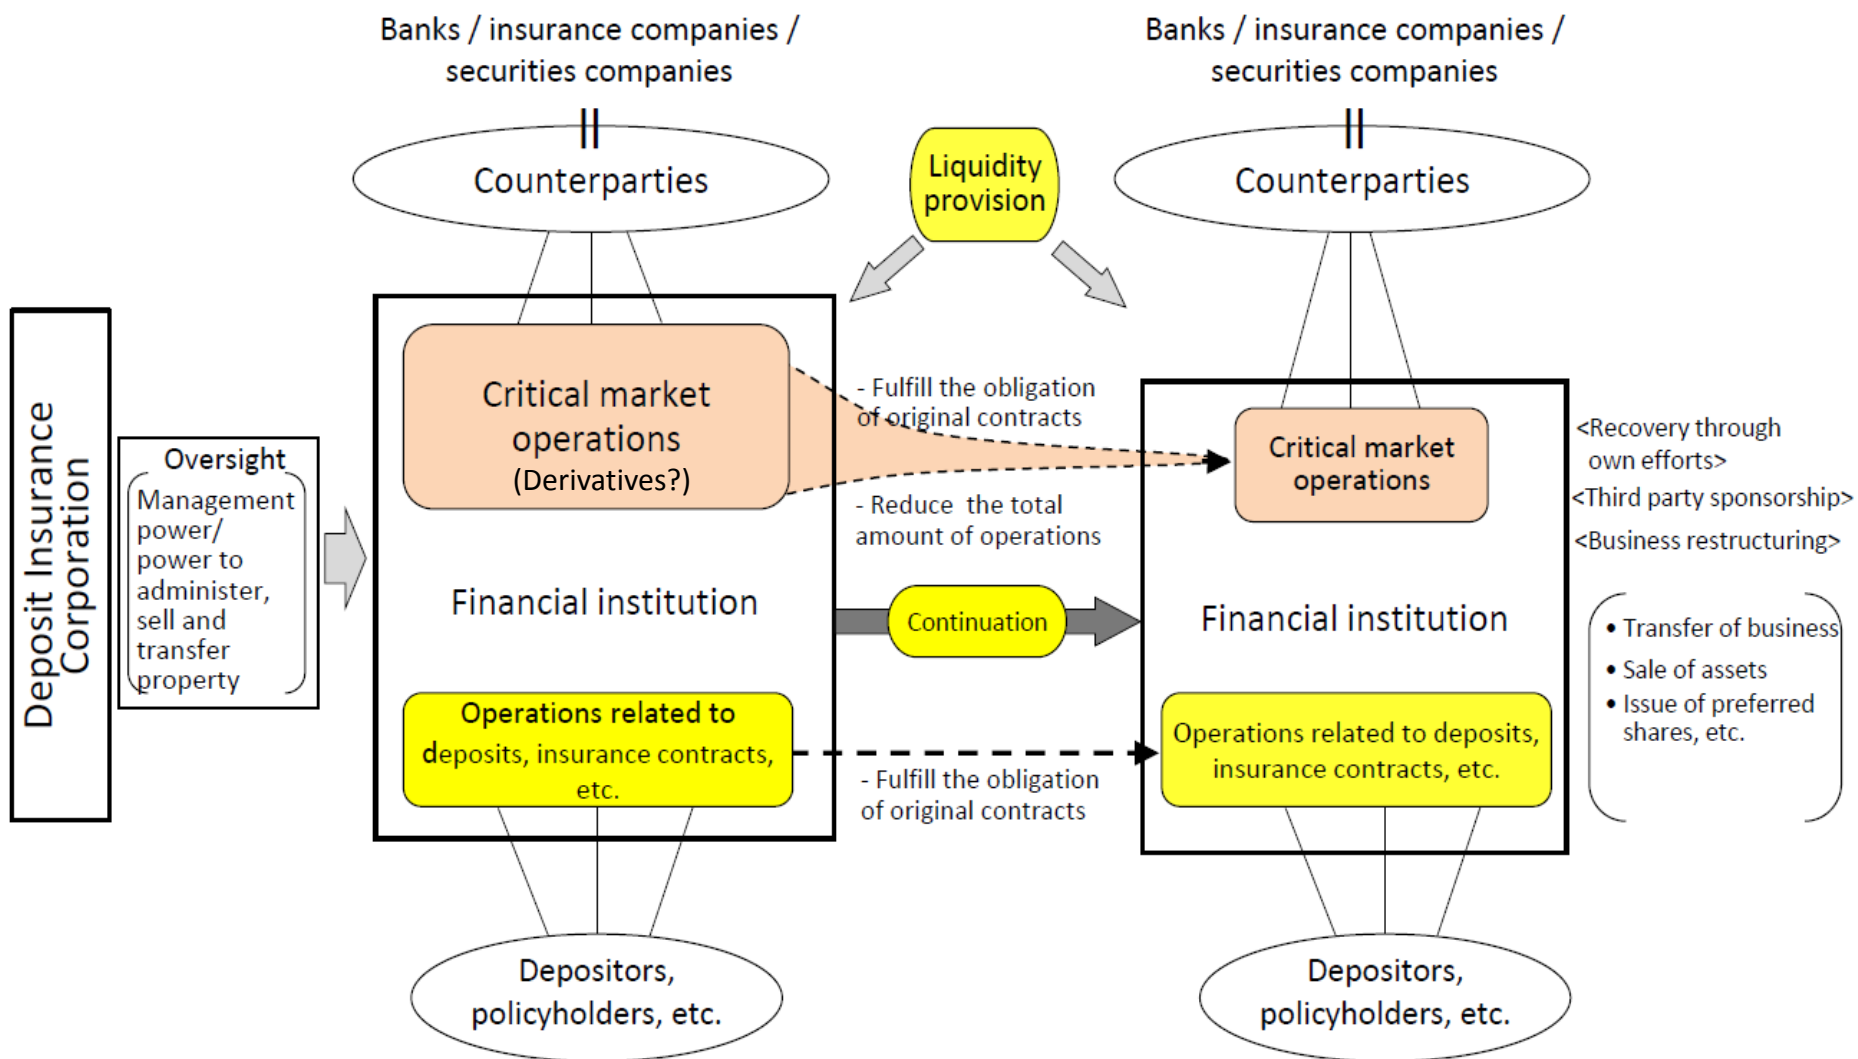 Banks / insurance companies /
securities companies
Counterparties
Banks / insurance companies /
securities companies
Counterparties
Liquidity
provision
Deposit Insurance
Corporation
Oversight
Management
power/
power to
administer,
sell and
transfer
property
Critical market
operations
(Derivatives?)
Financial institution
Operations related to
deposits, insurance contracts,
etc.
- Fulfill the obligation
of original contracts
- Reduce the total
amount of operations
Continuation
- Fulfill the obligation
of original contracts
Critical market
operations
Financial institution
Operations related to deposits,
insurance contracts, etc.
<Recovery through
own efforts>
<Third party sponsorship>
<Business restructuring>
• Transfer of business
• Sale of assets
• Issue of preferred
shares, etc.
Depositors,
policyholders, etc.
Depositors,
policyholders, etc.